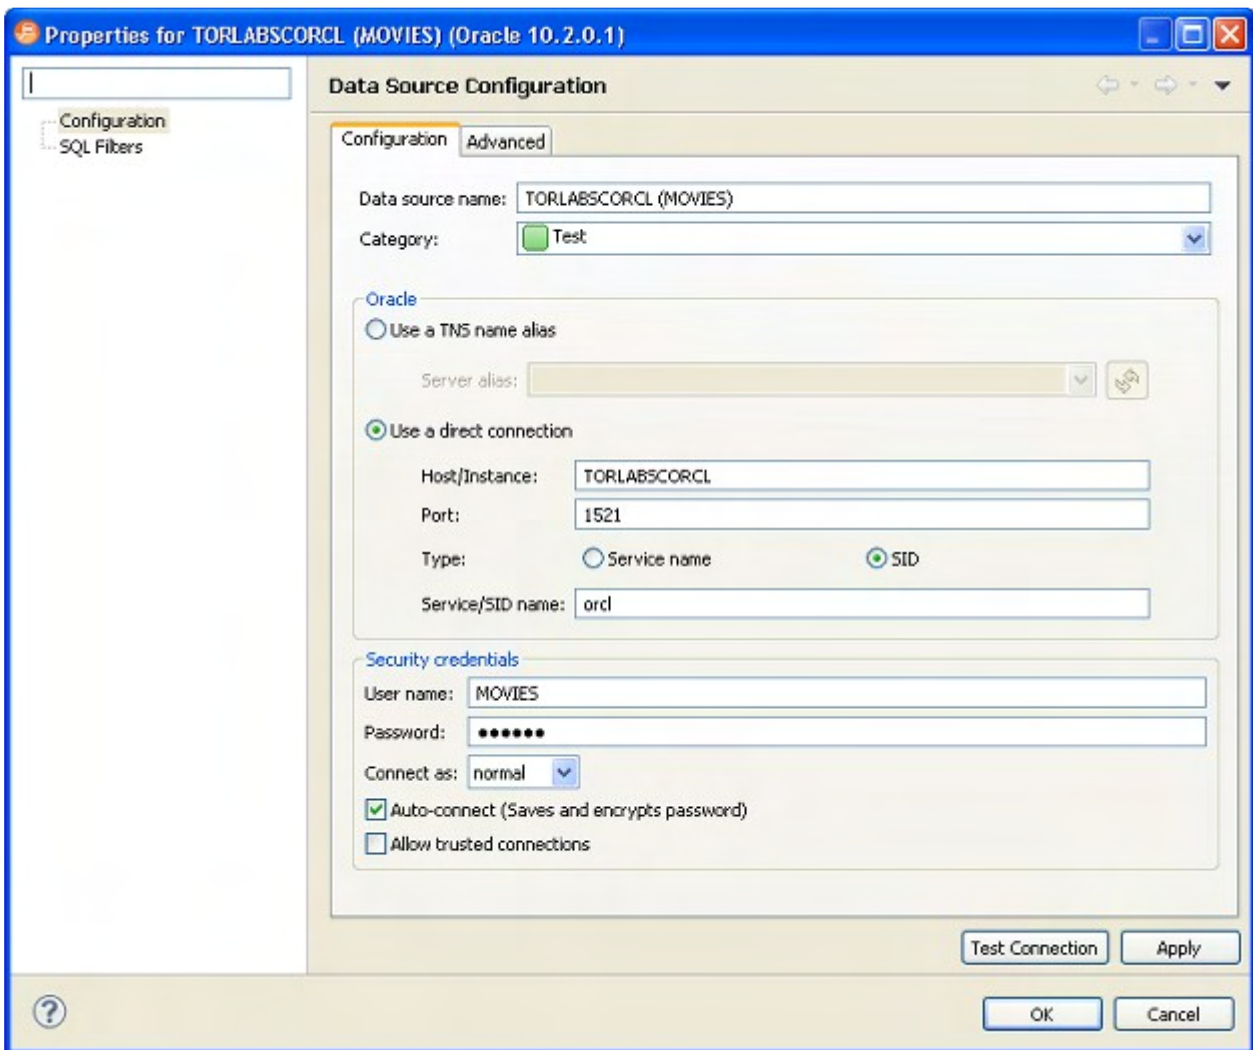 Properties for TORLABSCORCL (MOVIES) (Oracle 10.2.0.1)
Configuration
SQL Filters
Data Source Configuration
Configuration
Advanced
Data source name: TORLABSCORCL (MOVIES)
Category: Test
Oracle
Use a TNS name alias
Server alias:
Use a direct connection
Host/Instance: TORLABSCORCL
Port: 1521
Type: Service name SID
Service/SID name: orcl
Security credentials
User name: MOVIES
Password: ●●●●●●
Connect as: normal
Auto-connect (Saves and encrypts password)
Allow trusted connections
Test Connection Apply
? OK Cancel